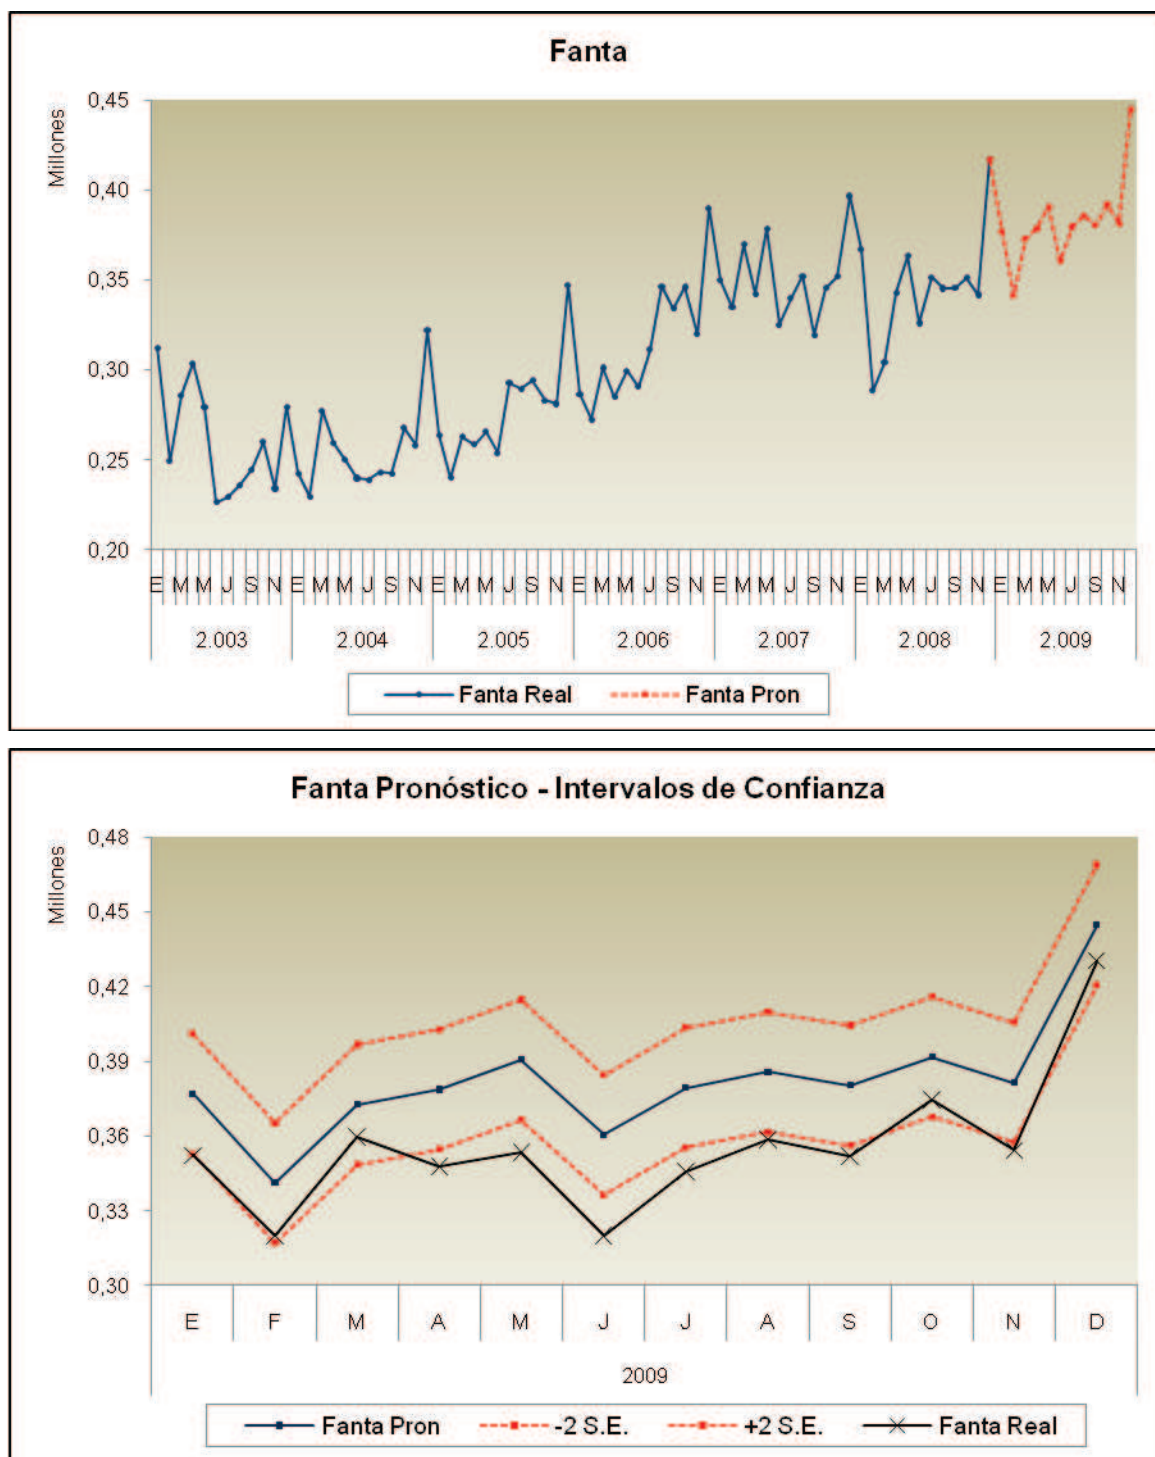 Fanta
Millones
0,45
0,40
0,35
0,30
0,25
0,20
E M M J S N E M M J S N E M M J S N E M M J S N E M M J S N E M M J S N E M M J S N
2.003 2.004 2.005 2.006 2.007 2.008 2.009
Fanta Real Fanta Pron
Fanta Pronóstico - Intervalos de Confianza
Millones
0,48
0,45
0,42
0,39
0,36
0,33
0,30
E F M A M J J A S O N D
2009
Fanta Pron -2 S.E. +2 S.E. Fanta Real